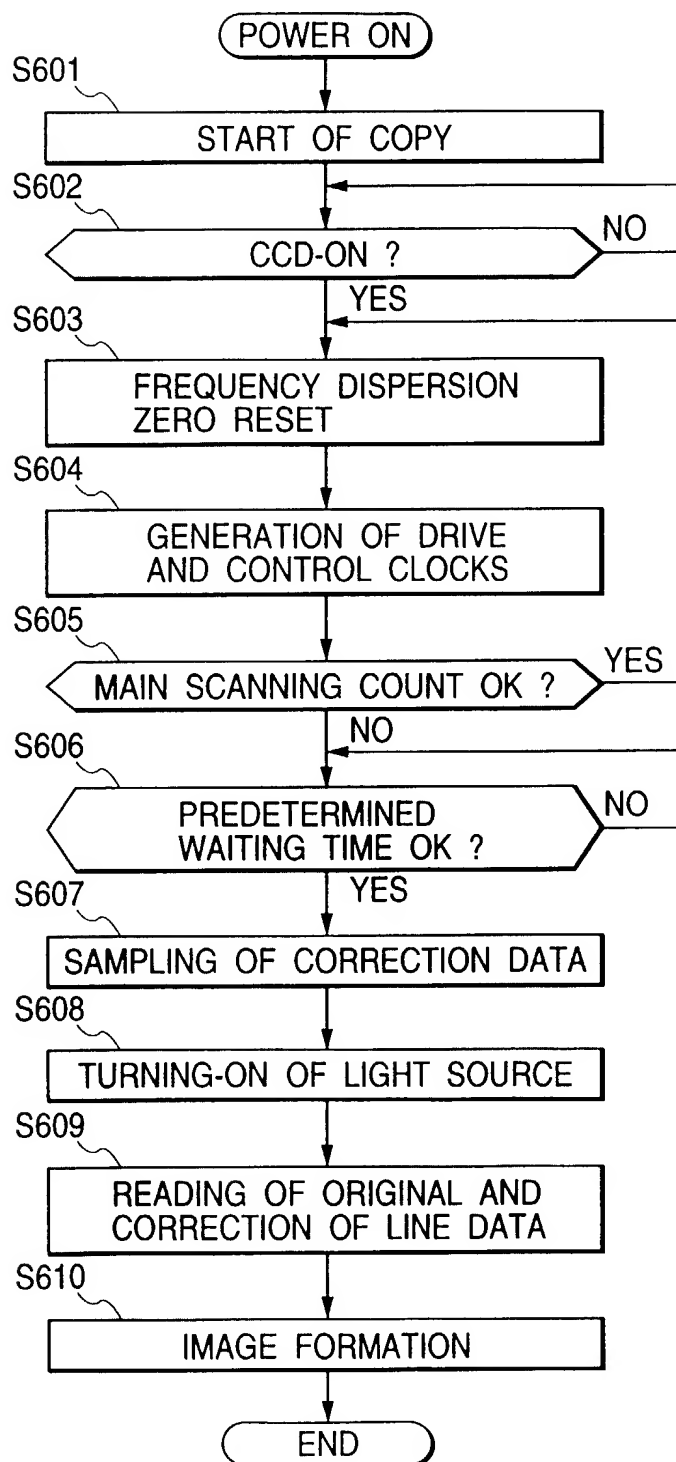 POWER ON
S601
START OF COPY
S602
CCD-ON ?
NO
YES
S603
FREQUENCY DISPERSION
ZERO RESET
S604
GENERATION OF DRIVE
AND CONTROL CLOCKS
S605
MAIN SCANNING COUNT OK ?
YES
NO
S606
PREDETERMINED
WAITING TIME OK ?
NO
YES
S607
SAMPLING OF CORRECTION DATA
S608
TURNING-ON OF LIGHT SOURCE
S609
READING OF ORIGINAL AND
CORRECTION OF LINE DATA
S610
IMAGE FORMATION
END